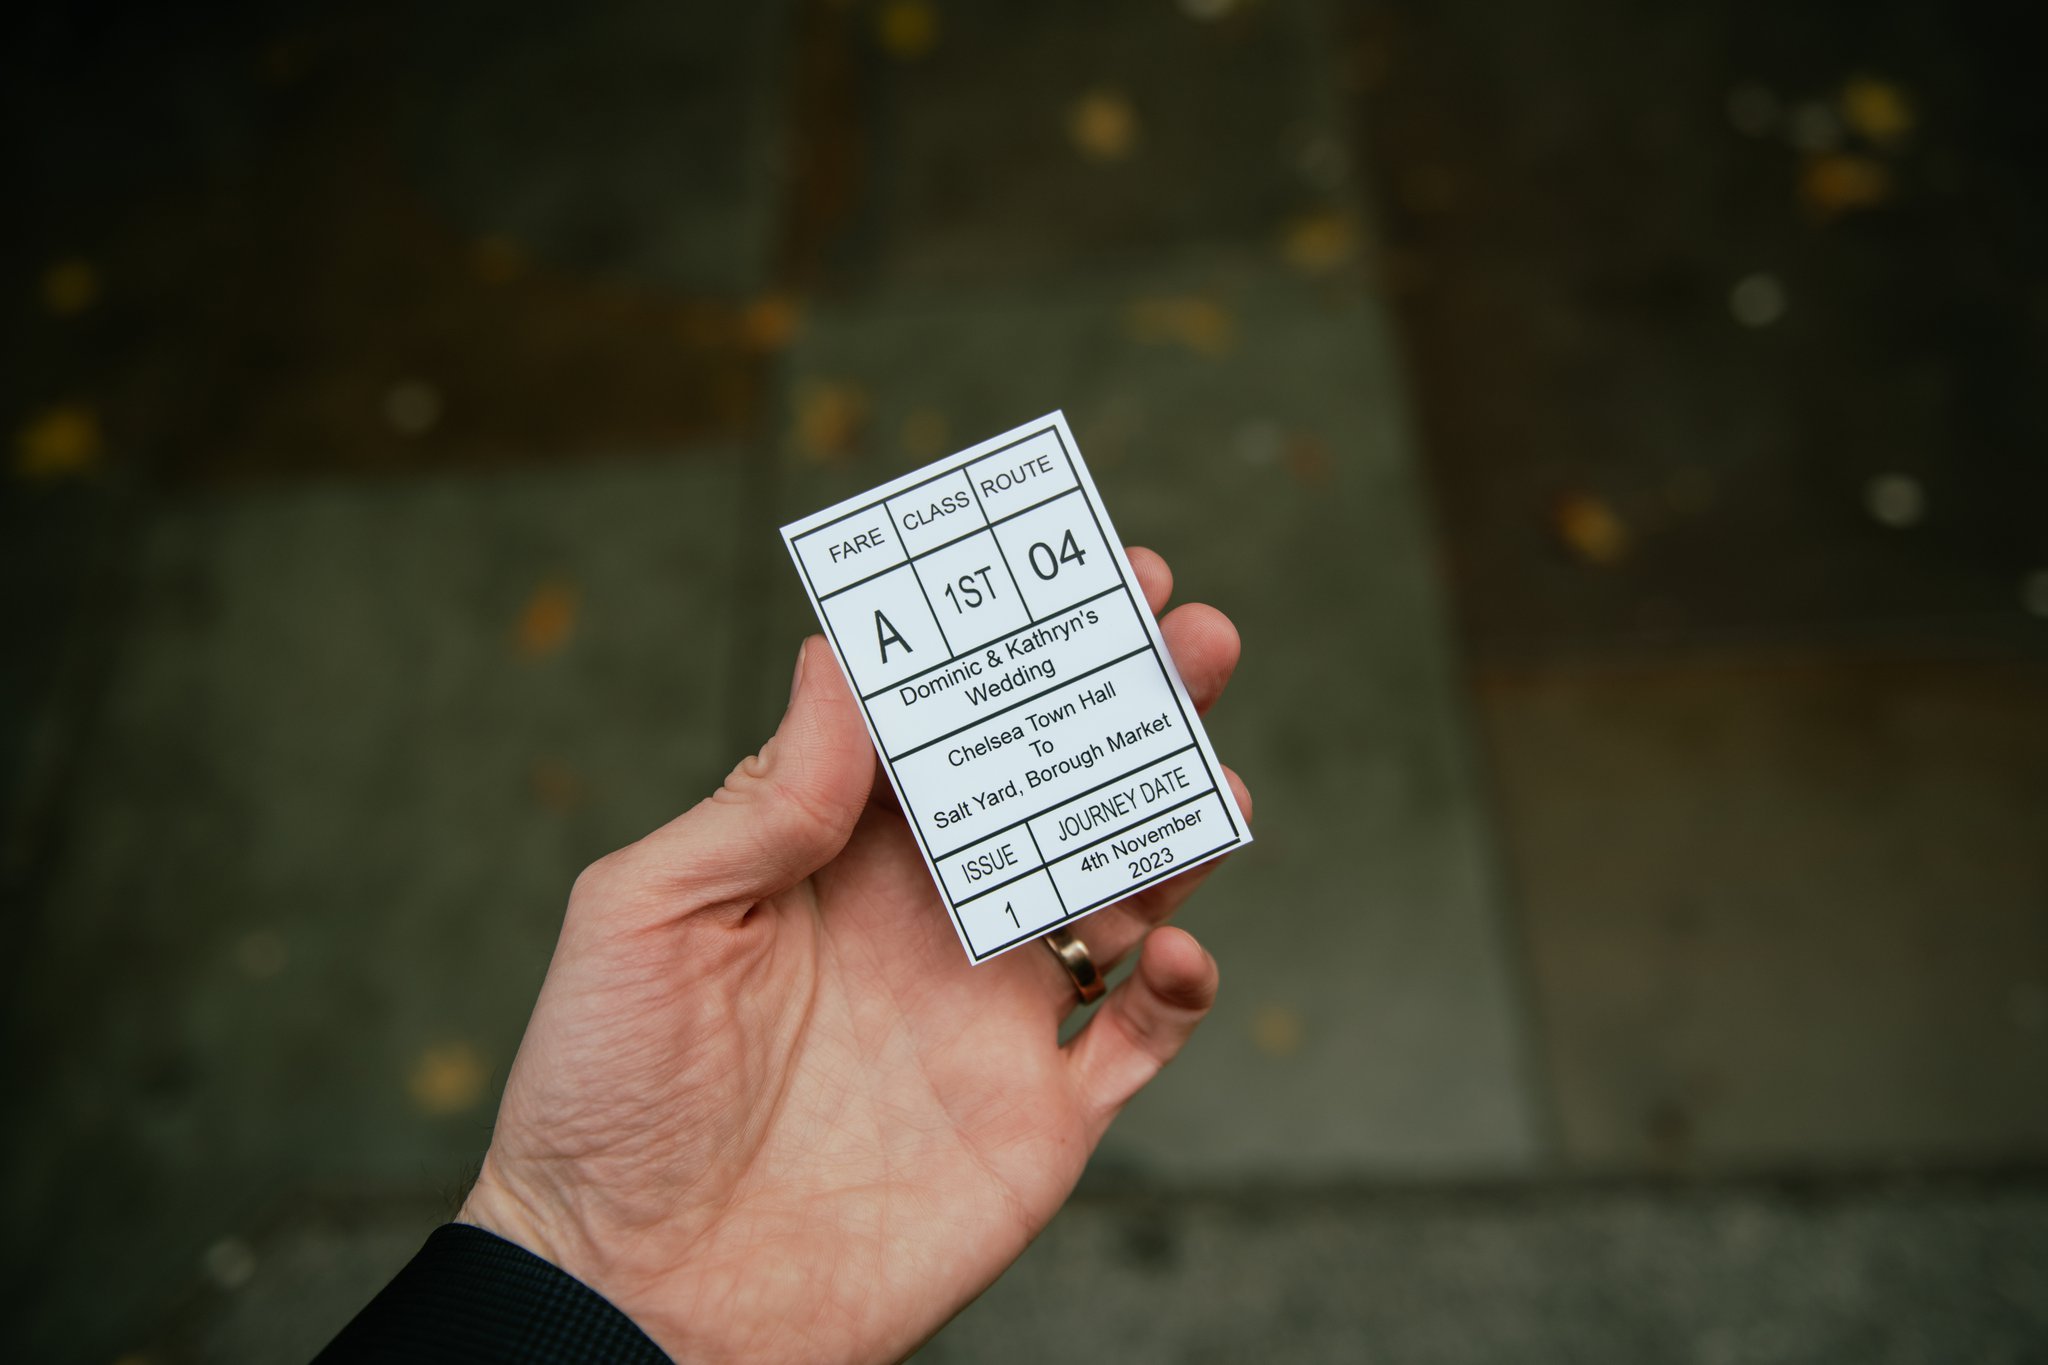 FARE CLASS ROUTE
A 1ST 04
Dominic & Kathryn's
Wedding
Chelsea Town Hall
To
Salt Yard, Borough Market
ISSUE JOURNEY DATE
1 4th November
2023